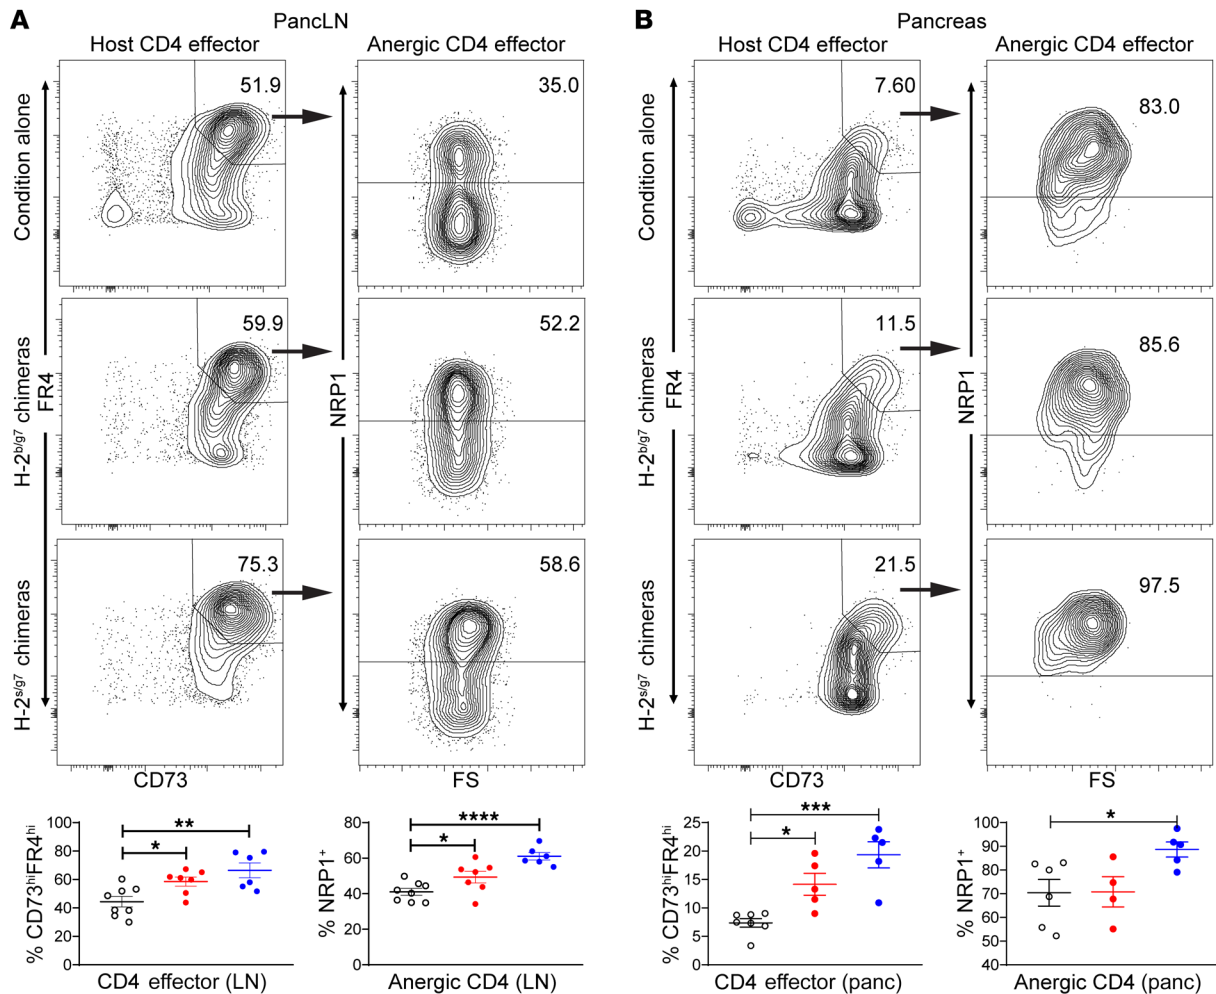 A
PancLN
Host CD4 effector
Anergic CD4 effector
Condition alone
H-2b/g7 chimeras
H-2s/g7 chimeras
FR4
NRP1
51.9
35.0
59.9
52.2
75.3
58.6
CD73
FS
% CD73hiFR4hi
100
80
60
40
20
0
**
*
CD4 effector (LN)
% NRP1+
80
60
40
20
0
****
*
Anergic CD4 (LN)
B
Pancreas
Host CD4 effector
Anergic CD4 effector
Condition alone
H-2b/g7 chimeras
H-2s/g7 chimeras
FR4
NRP1
7.60
83.0
11.5
85.6
21.5
97.5
CD73
FS
% CD73hiFR4hi
25
20
15
10
5
0
***
*
CD4 effector (panc)
% NRP1+
100
90
80
70
60
50
40
*
Anergic CD4 (panc)